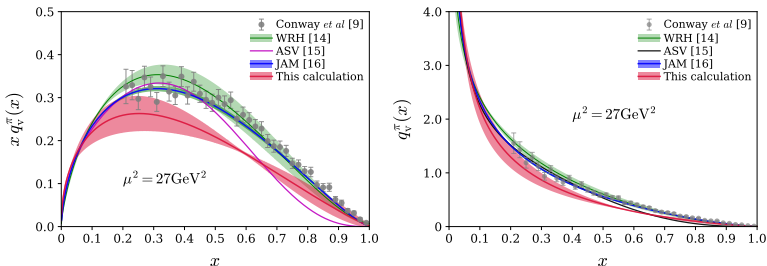 0.5
0.4
0.3
0.2
0.1
0.0
x q_v^π(x)
Conway et al [9]
WRH [14]
ASV [15]
JAM [16]
This calculation
μ² = 27GeV²
0 0.1 0.2 0.3 0.4 0.5 0.6 0.7 0.8 0.9 1.0
x
4.0
3.0
2.0
1.0
0.0
q_v^π(x)
Conway et al [9]
WRH [14]
ASV [15]
JAM [16]
This calculation
μ² = 27GeV²
0 0.1 0.2 0.3 0.4 0.5 0.6 0.7 0.8 0.9 1.0
x